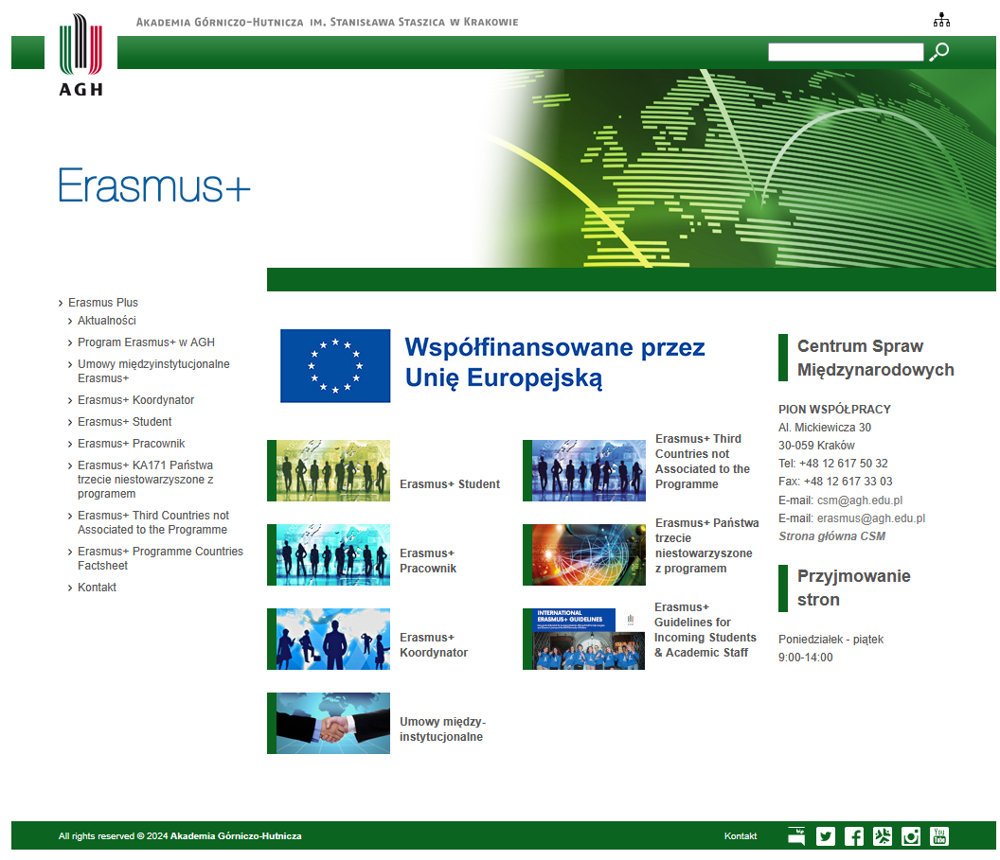 Akademia Górniczo-Hutnicza im. Stanisława Staszica w Krakowie
AGH
Erasmus+
Erasmus Plus
Aktualności
Program Erasmus+ w AGH
Umowy międzyinstytucjonalne
Erasmus+
Erasmus+ Koordynator
Erasmus+ Student
Erasmus+ Pracownik
Erasmus+ KA171 Państwa
trzecie niestowarzyszone z
programem
Erasmus+ Third Countries not
Associated to the Programme
Erasmus+ Programme Countries
Factsheet
Kontakt
Współfinansowane przez
Unię Europejską
Erasmus+ Student
Erasmus+ Third
Countries not
Associated to the
Programme
Erasmus+
Pracownik
Erasmus+ Państwa
trzecie
niestowarzyszone
z programem
Erasmus+
Koordynator
INTERNATIONAL
ERASMUS+ GUIDELINES
Erasmus+
Guidelines for
Incoming Students
& Academic Staff
Umowy między-
instytucjonalne
Centrum Spraw
Międzynarodowych
PION WSPÓŁPRACY
Al. Mickiewicza 30
30-059 Kraków
Tel: +48 12 617 50 32
Fax: +48 12 617 33 03
E-mail: csm@agh.edu.pl
E-mail: erasmus@agh.edu.pl
Strona główna CSM
Przyjmowanie
stron
Poniedziałek - piątek
9:00-14:00
All rights reserved © 2024 Akademia Górniczo-Hutnicza
Kontakt
bip
You
Tube